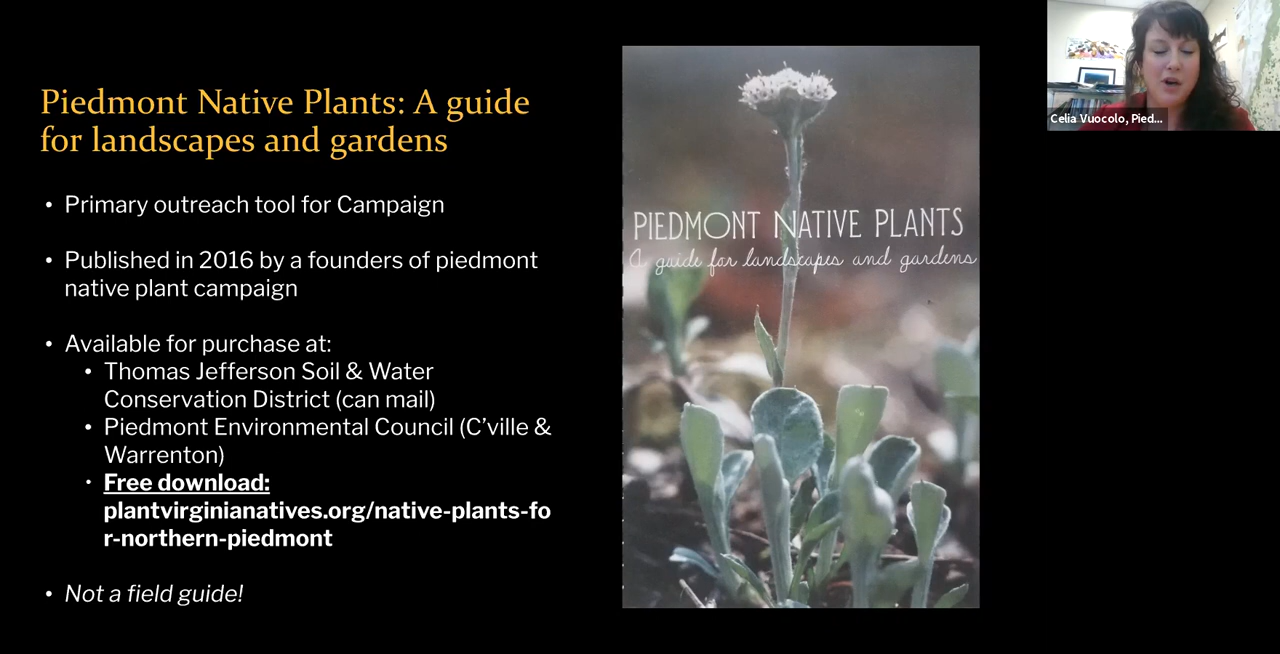 Piedmont Native Plants: A guide
for landscapes and gardens
• Primary outreach tool for Campaign
• Published in 2016 by a founders of piedmont
native plant campaign
• Available for purchase at:
• Thomas Jefferson Soil & Water
Conservation District (can mail)
• Piedmont Environmental Council (C'ville &
Warrenton)
• Free download:
plantvirginianatives.org/native-plants-fo
r-northern-piedmont
• Not a field guide!
PIEDMONT NATIVE PLANTS
A guide for landscapes and gardens
Celia Vuocolo, Pied...